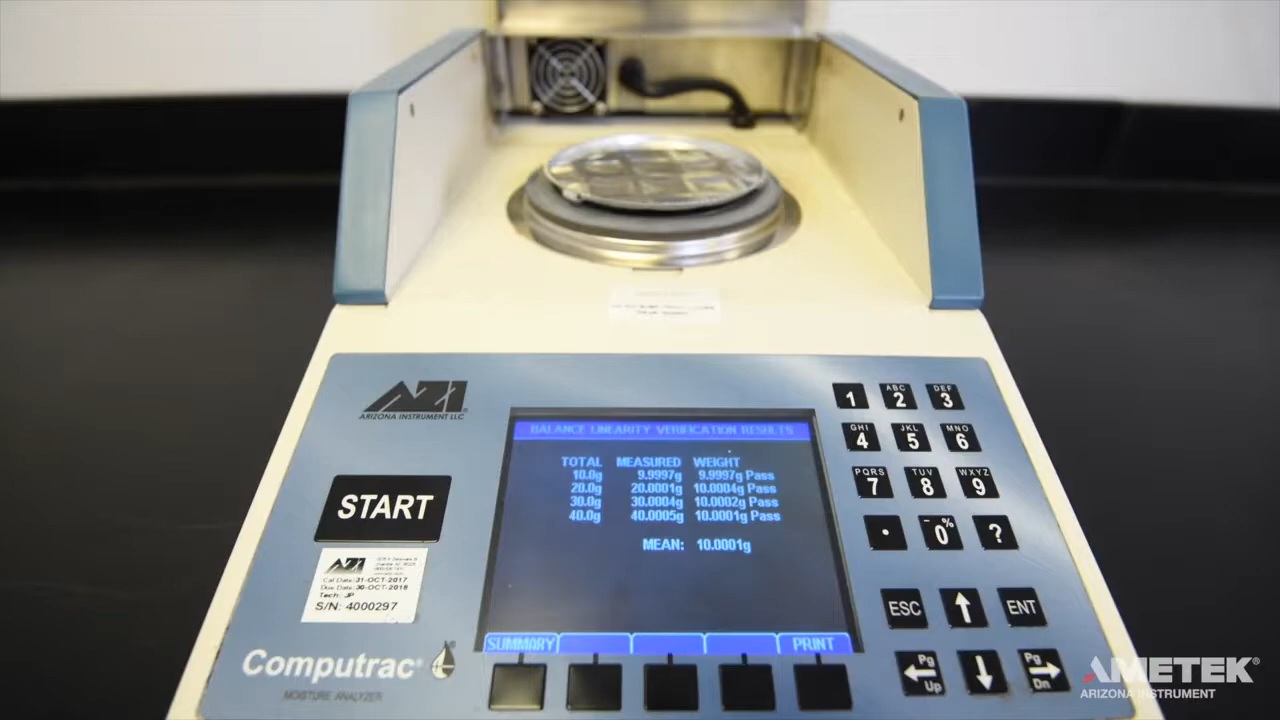 AZI
ARIZONA INSTRUMENT LLC
BALANCE LINEARITY VERIFICATION RESULTS
TOTAL MEASURED WEIGHT
10.0g 9.9997g 9.9997g Pass
20.0g 20.0001g 10.0004g Pass
30.0g 30.0004g 10.0002g Pass
40.0g 40.0005g 10.0001g Pass
MEAN: 10.0001g
SUMMARY PRINT
START
AZI
Cal Date: 31-OCT-2017
Due Date: 30-OCT-2018
Tech: JP
S/N: 4000297
Computrac®
MOISTURE ANALYZER
1 ABC 2 DEF 3
GHI 4 JKL 5 MNO 6
PQRS 7 TUV 8 WXYZ 9
. - 0 % ?
ESC ↑ ENT
Pg ← Up ↓ Pg → Dn
AMETEK®
ARIZONA INSTRUMENT